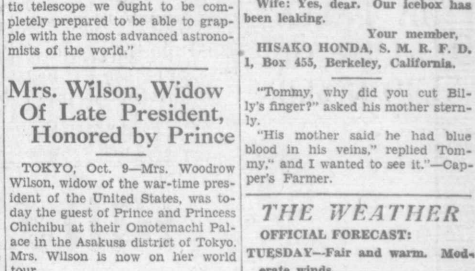 tic telescope we ought to be com-
pletely prepared to be able to grap-
ple with the most advanced astrono-
mists of the world."
Mrs. Wilson, Widow
Of Late President,
Honored by Prince
TOKYO, Oct. 9—Mrs. Woodrow
Wilson, widow of the war-time pres-
ident of the United States, was to-
day the guest of Prince and Princess
Chichibu at their Omotemachi Pal-
ace in the Asakusa district of Tokyo.
Mrs. Wilson is now on her world
tour.
Wife: Yes, dear. Our icebox has
been leaking.
Your member,
HISAKO HONDA, S. M. R. F. D.
1, Box 455, Berkeley, California.
"Tommy, why did you cut Bil-
ly's finger?" asked his mother stern-
ly.
"His mother said he had blue
blood in his veins," replied Tom-
my," and I wanted to see it."—Cap-
per's Farmer.
THE WEATHER
OFFICIAL FORECAST:
TUESDAY—Fair and warm. Mod
erate winds